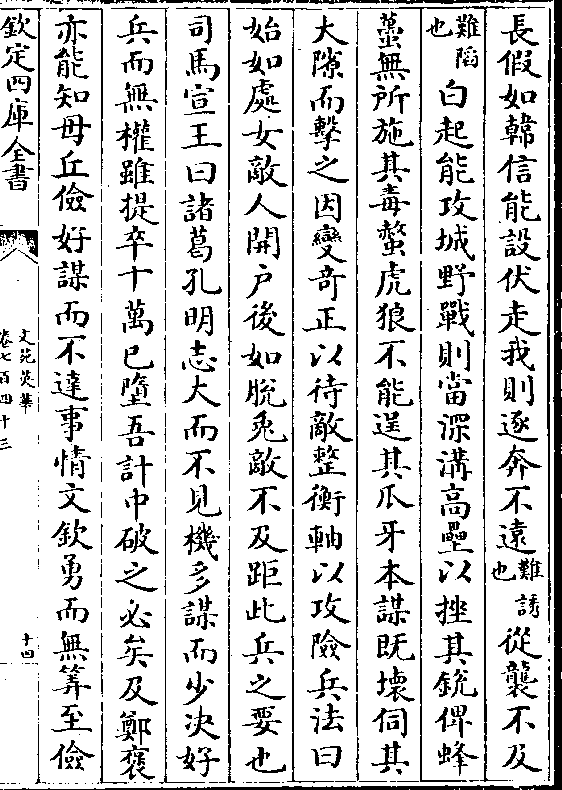 長假如韓信能設伏走我則逐奔不遠難誘也從襲不及
難䧟也白起能攻城野戰則當深溝高壘以挫其銳俾蜂
蠆無所施其毒螫虎狼不能逞其爪牙本謀既壞伺其
大隙而擊之因變奇正以待敵整衡軸以攻險兵法曰
始如處女敵人開户後如脱兎敵不及距此兵之要也
司馬宣王曰諸葛孔明志大而不見機多謀而少决好
兵而無權雖提卒十萬已墮吾計中破之必矣及鄭褒
亦能知毋丘儉好謀而不達事情文欽勇而無筭至儉
欽定四庫全書
文苑英華
卷七百四十三
十四